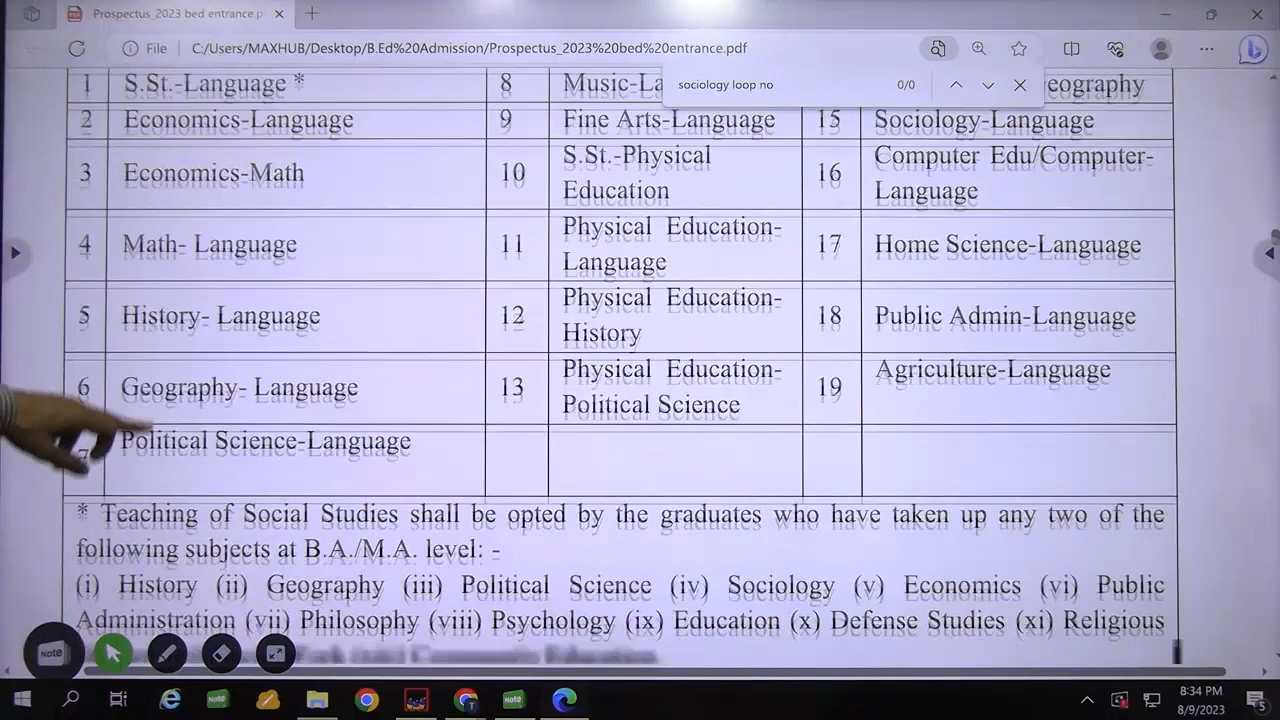 Prospectus_2023 bed entrance.p
File C:/Users/MAXHUB/Desktop/B.Ed%20Admission/Prospectus_2023%20bed%20entrance.pdf
sociology loop no 0/0
1 S.St.-Language * 8 Music-La eography
2 Economics-Language 9 Fine Arts-Language 15 Sociology-Language
3 Economics-Math 10 S.St.-Physical Education 16 Computer Edu/Computer-Language
4 Math- Language 11 Physical Education-Language 17 Home Science-Language
5 History- Language 12 Physical Education-History 18 Public Admin-Language
6 Geography- Language 13 Physical Education-Political Science 19 Agriculture-Language
7 Political Science-Language
* Teaching of Social Studies shall be opted by the graduates who have taken up any two of the
following subjects at B.A./M.A. level: -
(i) History (ii) Geography (iii) Political Science (iv) Sociology (v) Economics (vi) Public
Administration (vii) Philosophy (viii) Psychology (ix) Education (x) Defense Studies (xi) Religious
Note
Note
Note
8:34 PM
8/9/2023
5